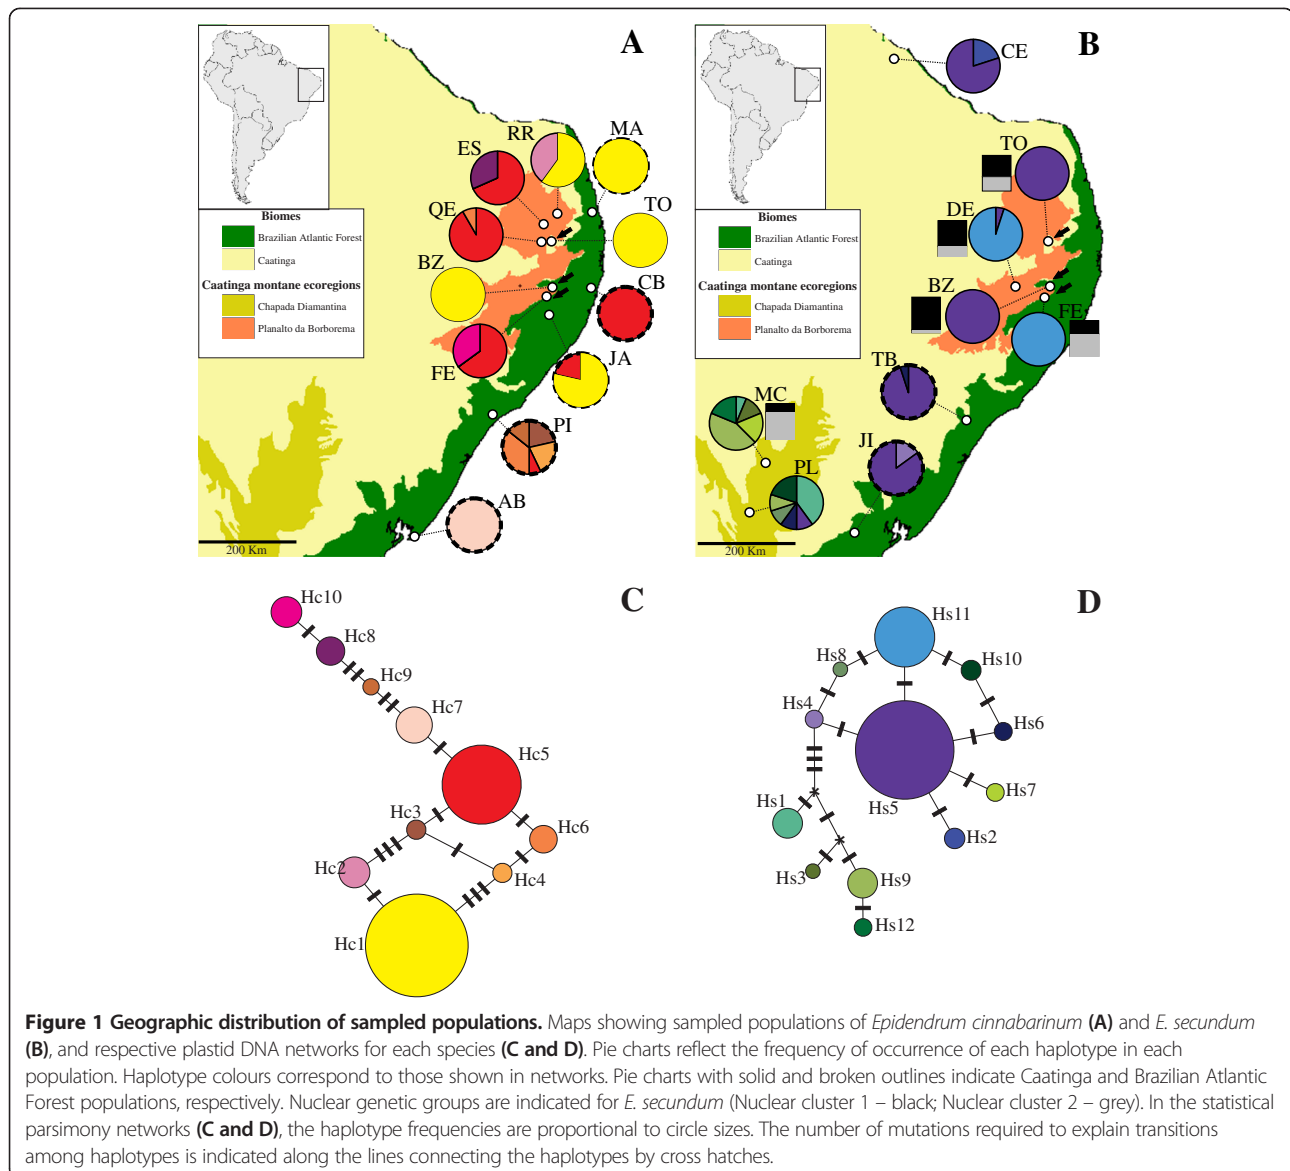 A
MA
RR
ES
QE
TO
BZ
CB
FE
JA
PI
AB
Biomes
Brazilian Atlantic Forest
Caatinga
Caatinga montane ecoregions
Chapada Diamantina
Planalto da Borborema
200 Km
B
CE
TO
DE
BZ
FE
TB
MC
JI
PL
Biomes
Brazilian Atlantic Forest
Caatinga
Caatinga montane ecoregions
Chapada Diamantina
Planalto da Borborema
200 Km
C
Hc10
Hc8
Hc9
Hc7
Hc5
Hc3
Hc6
Hc2
Hc4
Hc1
D
Hs11
Hs8
Hs10
Hs4
Hs6
Hs5
Hs7
Hs1
Hs2
Hs3
Hs9
Hs12
Figure 1 Geographic distribution of sampled populations. Maps showing sampled populations of Epidendrum cinnabarinum (A) and E. secundum
(B), and respective plastid DNA networks for each species (C and D). Pie charts reflect the frequency of occurrence of each haplotype in each
population. Haplotype colours correspond to those shown in networks. Pie charts with solid and broken outlines indicate Caatinga and Brazilian Atlantic
Forest populations, respectively. Nuclear genetic groups are indicated for E. secundum (Nuclear cluster 1 – black; Nuclear cluster 2 – grey). In the statistical
parsimony networks (C and D), the haplotype frequencies are proportional to circle sizes. The number of mutations required to explain transitions
among haplotypes is indicated along the lines connecting the haplotypes by cross hatches.